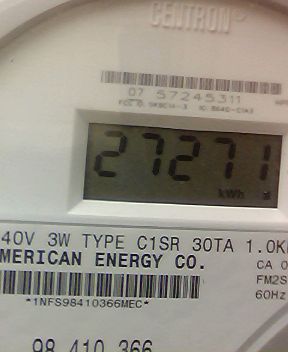 CENTRON
07 57245311
27271
kWh
40V 3W TYPE C1SR 30TA 1.0K
MERICAN ENERGY CO.
CA 0
FM2S
60Hz
*1NFS98410366MEC*
98 410 366